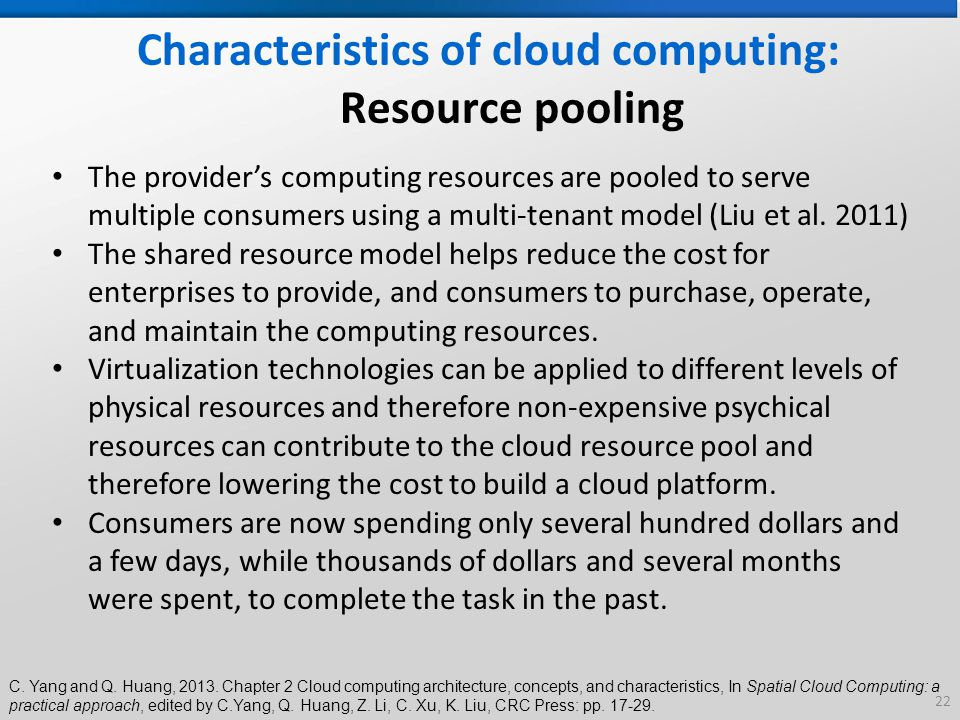 Characteristics of cloud computing:
Resource pooling
• The provider’s computing resources are pooled to serve
multiple consumers using a multi-tenant model (Liu et al. 2011)
• The shared resource model helps reduce the cost for
enterprises to provide, and consumers to purchase, operate,
and maintain the computing resources.
• Virtualization technologies can be applied to different levels of
physical resources and therefore non-expensive psychical
resources can contribute to the cloud resource pool and
therefore lowering the cost to build a cloud platform.
• Consumers are now spending only several hundred dollars and
a few days, while thousands of dollars and several months
were spent, to complete the task in the past.
C. Yang and Q. Huang, 2013. Chapter 2 Cloud computing architecture, concepts, and characteristics, In Spatial Cloud Computing: a
practical approach, edited by C.Yang, Q. Huang, Z. Li, C. Xu, K. Liu, CRC Press: pp. 17-29.
22